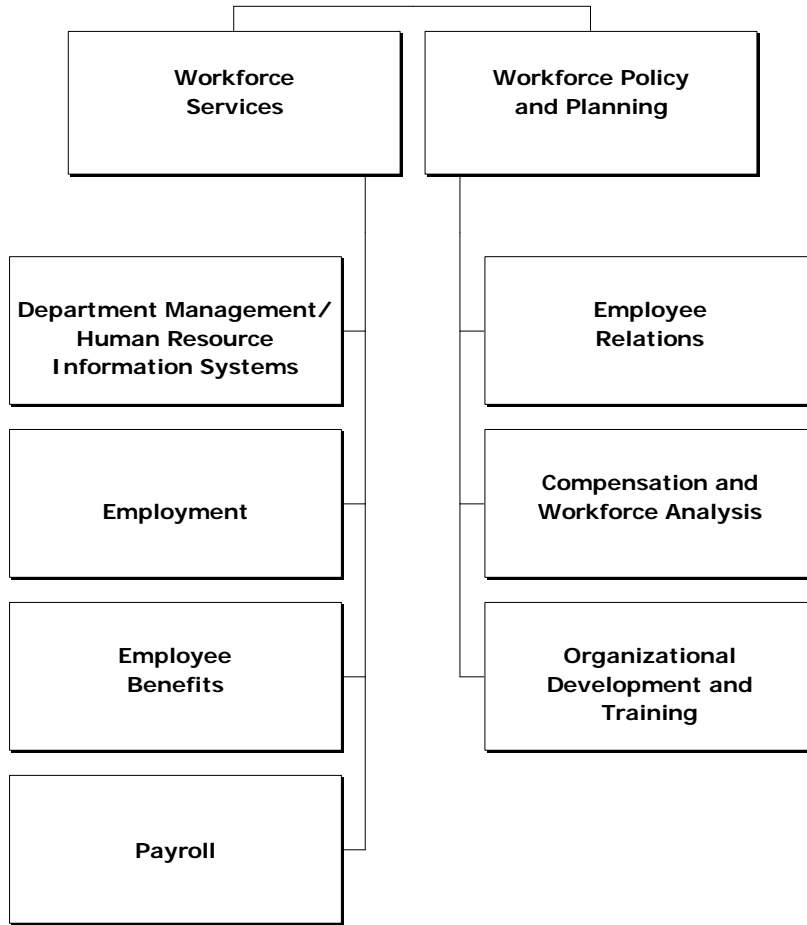 Workforce
Services
Workforce Policy
and Planning
Department Management/
Human Resource
Information Systems
Employment
Employee
Benefits
Payroll
Employee
Relations
Compensation and
Workforce Analysis
Organizational
Development and
Training